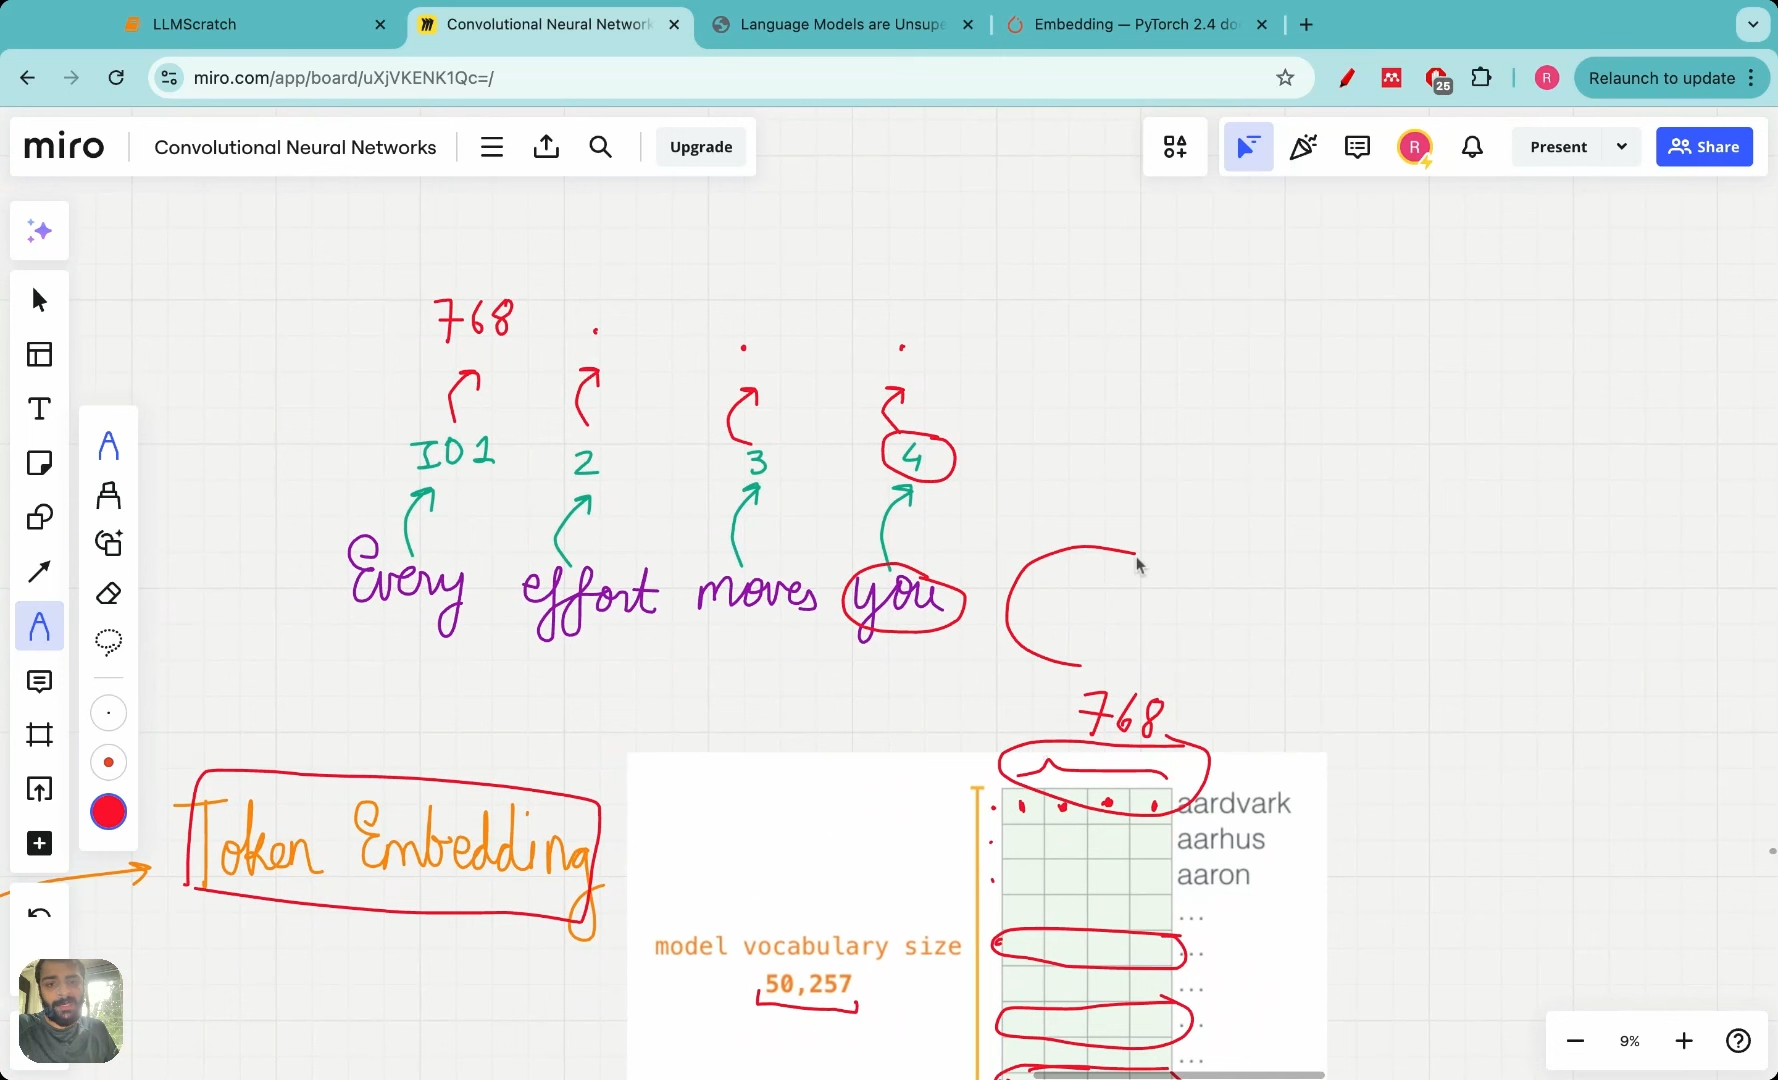 LLMScratch
Convolutional Neural Network
Language Models are Unsupe
Embedding — PyTorch 2.4 do
miro.com/app/board/uXjVKENK1Qc=/
25
R
Relaunch to update
miro
Convolutional Neural Networks
Upgrade
R
Present
Share
768
ID1 2 3 4
Every effort moves you
768
Token Embedding
aardvark
aarhus
aaron
...
model vocabulary size
...
50,257
...
...
...
9%